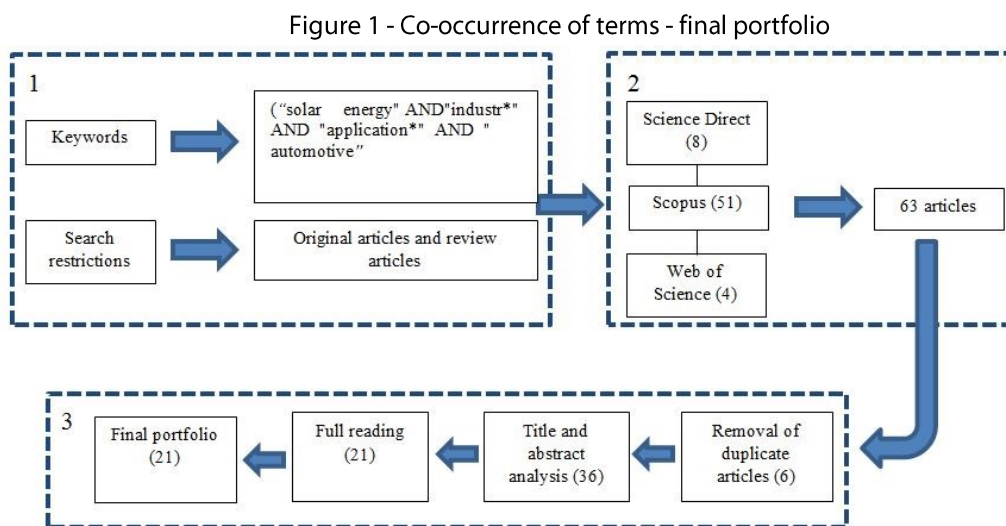 Figure 1 - Co-occurrence of terms - final portfolio
1
Keywords
("solar energy" AND"industr*"
AND "application*" AND "
automotive"
Search
restrictions
Original articles and review
articles
2
Science Direct
(8)
Scopus (51)
Web of
Science (4)
63 articles
3
Final portfolio
(21)
Full reading
(21)
Title and
abstract
analysis (36)
Removal of
duplicate
articles (6)